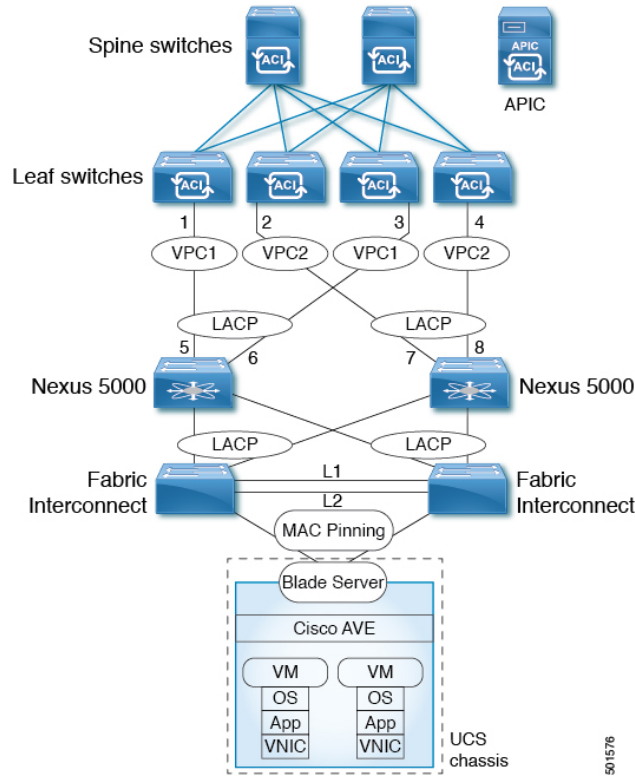 Spine switches
ACI
ACI
APIC
ACI
APIC
Leaf switches
ACI
ACI
ACI
ACI
1
2
3
4
VPC1
VPC2
VPC1
VPC2
LACP
LACP
5
6
7
8
Nexus 5000
Nexus 5000
LACP
LACP
Fabric
Interconnect
L1
L2
Fabric
Interconnect
MAC Pinning
Blade Server
Cisco AVE
VM
VM
OS
OS
App
App
VNIC
VNIC
UCS
chassis
501576